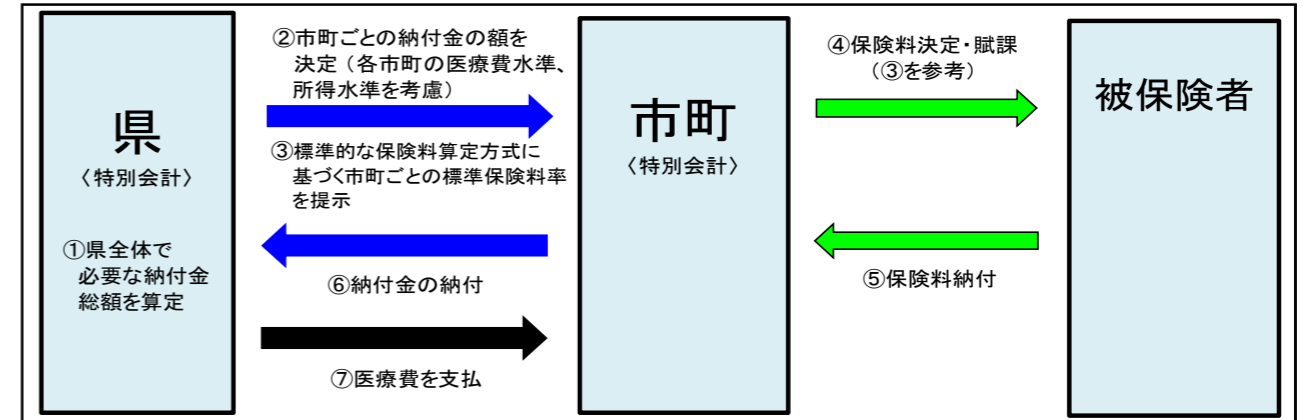 県
〈特別会計〉
①県全体で
必要な納付金
総額を算定
②市町ごとの納付金の額を
決定（各市町の医療費水準、
所得水準を考慮）
③標準的な保険料算定方式に
基づく市町ごとの標準保険料率
を提示
⑥納付金の納付
⑦医療費を支払
市町
〈特別会計〉
④保険料決定・賦課
（③を参考）
⑤保険料納付
被保険者